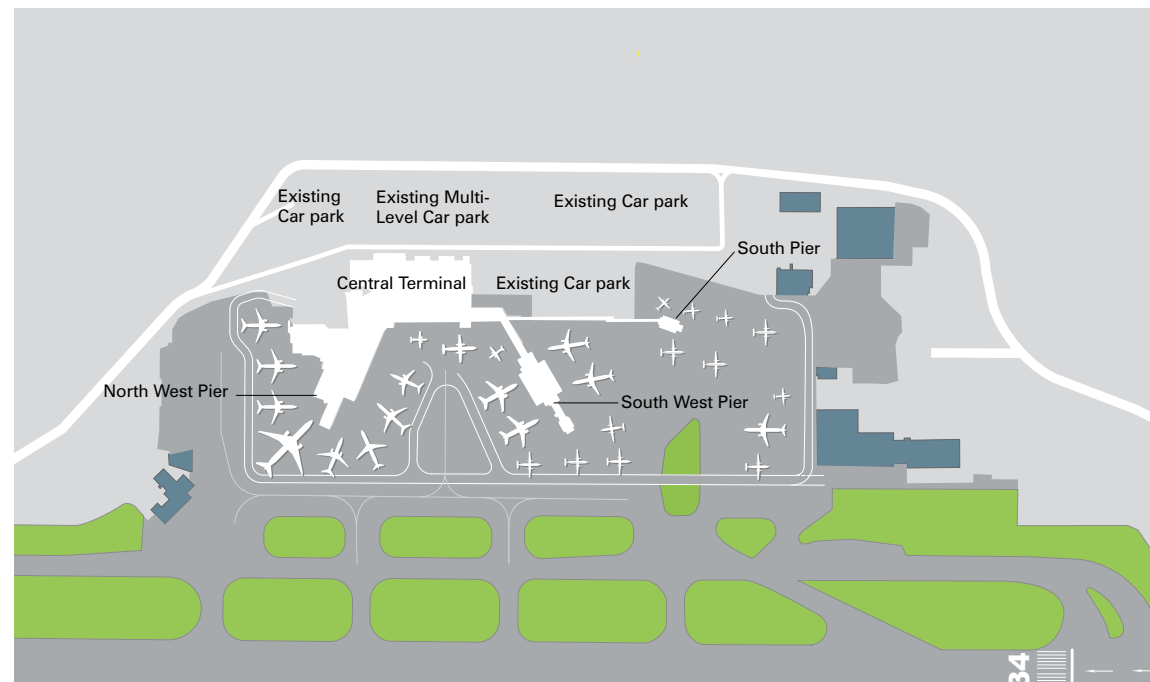 Existing
Car park
Existing Multi-
Level Car park
Existing Car park
South Pier
Central Terminal
Existing Car park
North West Pier
South West Pier
34